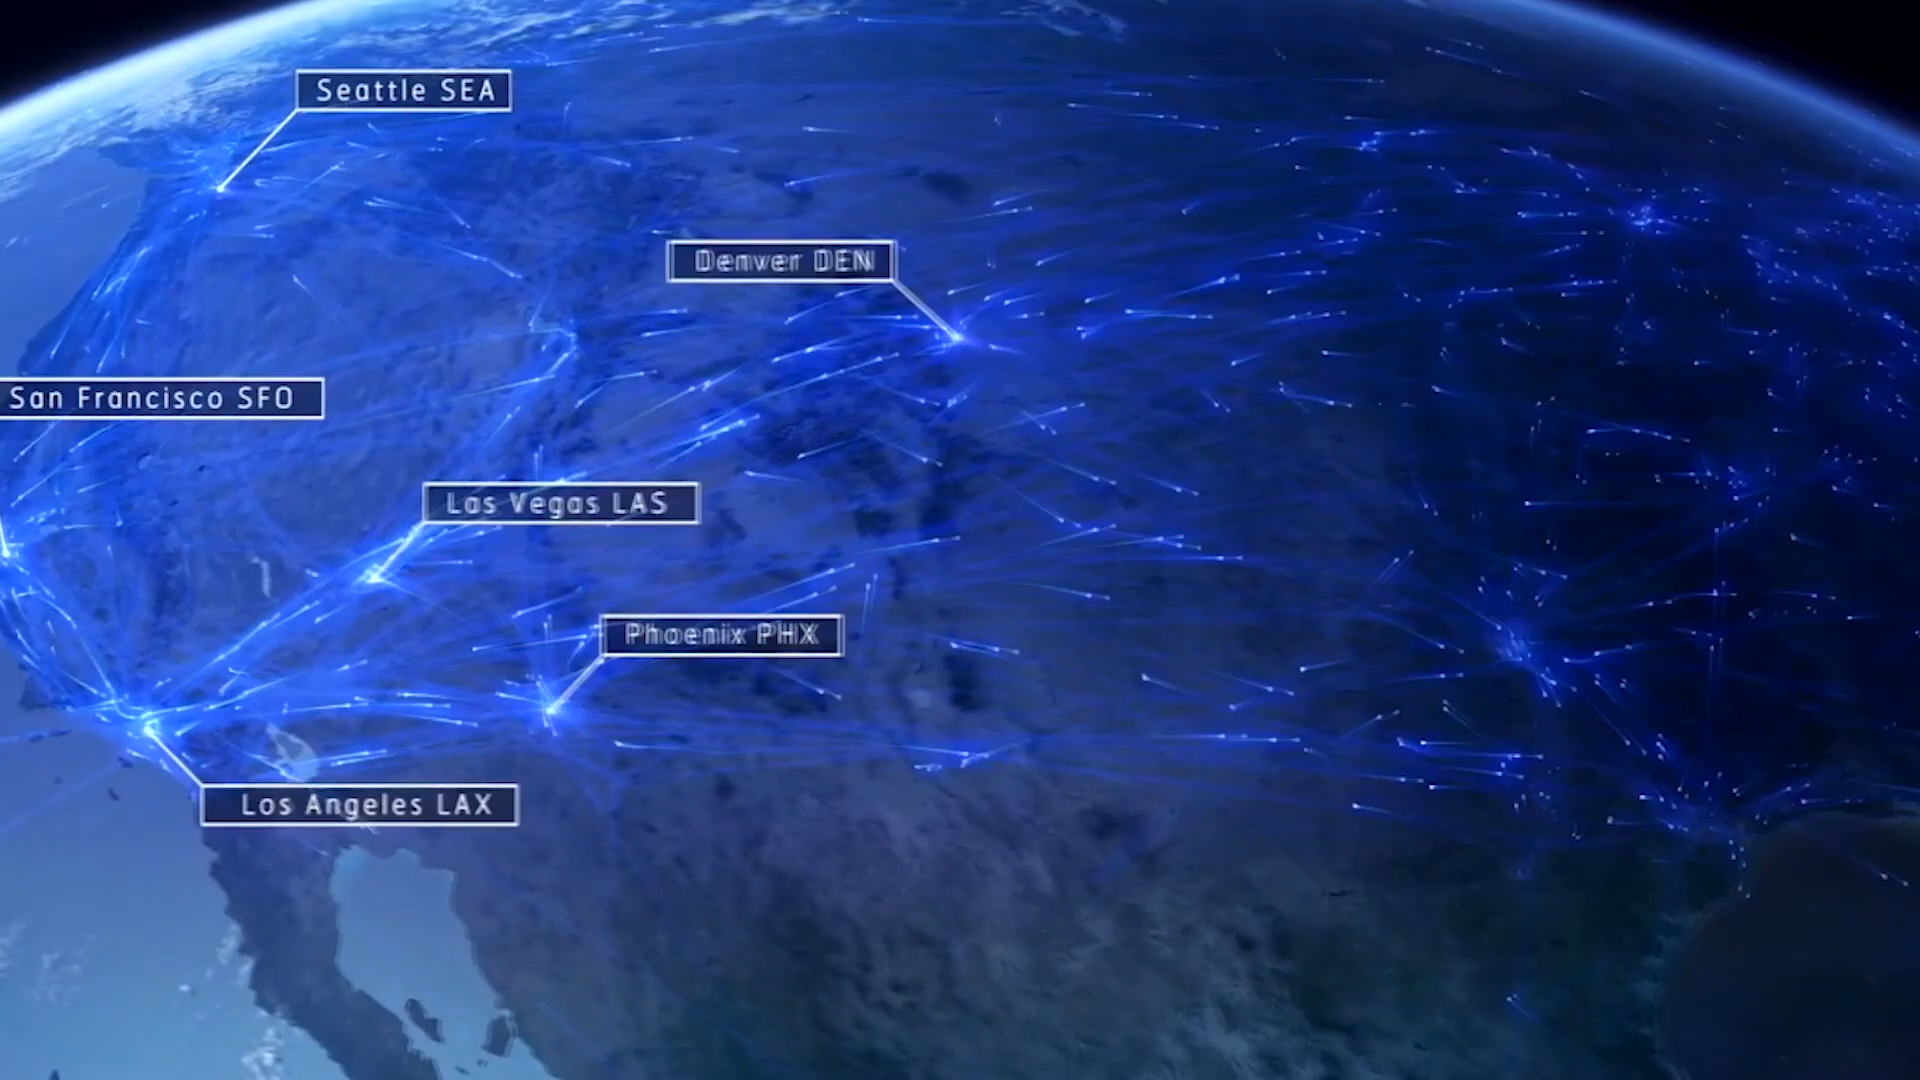 Seattle SEA
Denver DEN
San Francisco SFO
Las Vegas LAS
Phoenix PHX
Los Angeles LAX